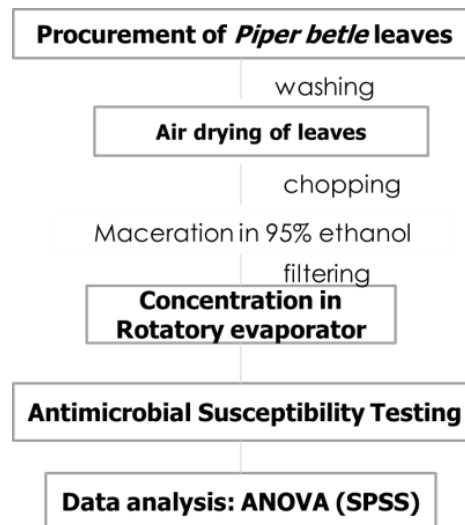 Procurement of Piper betle leaves
washing
Air drying of leaves
chopping
Maceration in 95% ethanol
filtering
Concentration in
Rotatory evaporator
Antimicrobial Susceptibility Testing
Data analysis: ANOVA (SPSS)